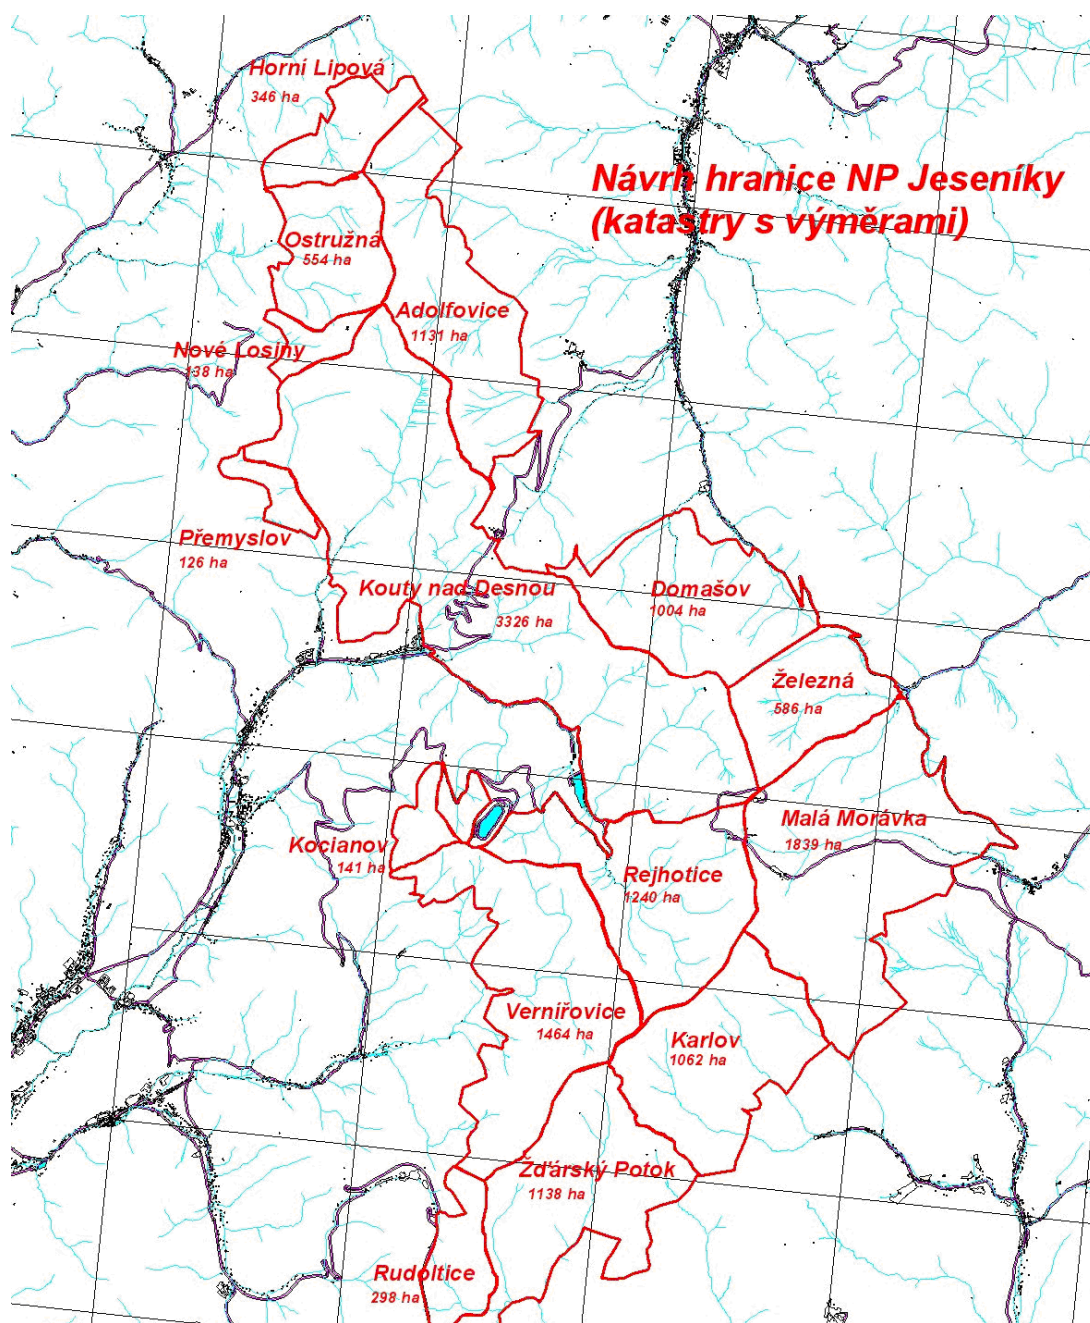 Horní Lipová
346 ha
Návrh hranice NP Jeseníky
(katastry s výměrami)
Ostružná
554 ha
Adolfovice
1131 ha
Nové Losiny
138 ha
Přemyslov
126 ha
Kouty nad Desnou
3326 ha
Domašov
1004 ha
Železná
586 ha
Malá Morávka
1839 ha
Kocianov
141 ha
Rejhotice
1240 ha
Vernířovice
1464 ha
Karlov
1062 ha
Žďárský Potok
1138 ha
Rudoltice
298 ha